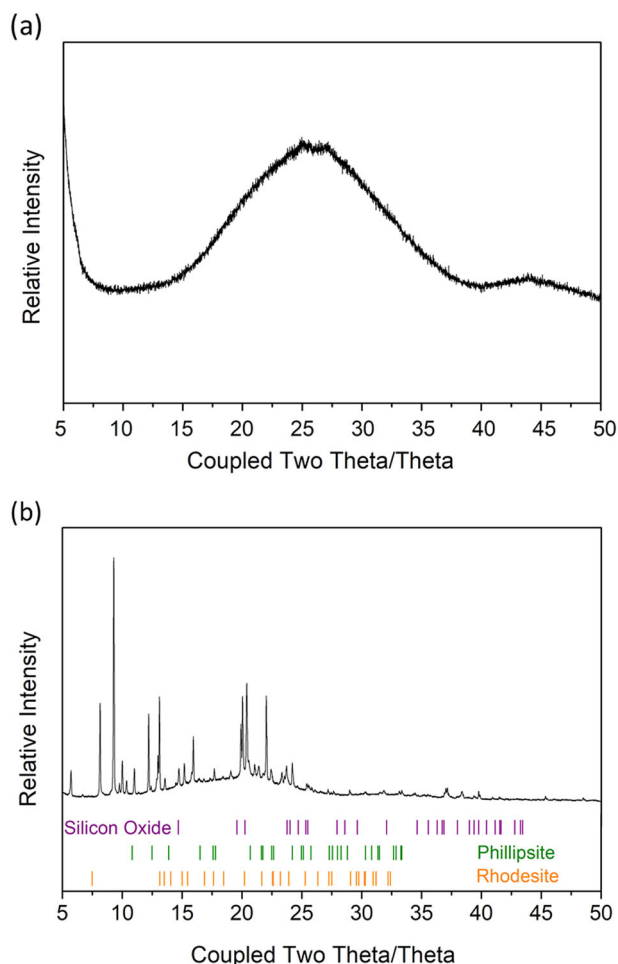 (a)
Relative Intensity
5 10 15 20 25 30 35 40 45 50
Coupled Two Theta/Theta
(b)
Relative Intensity
Silicon Oxide
Phillipsite
Rhodesite
5 10 15 20 25 30 35 40 45 50
Coupled Two Theta/Theta